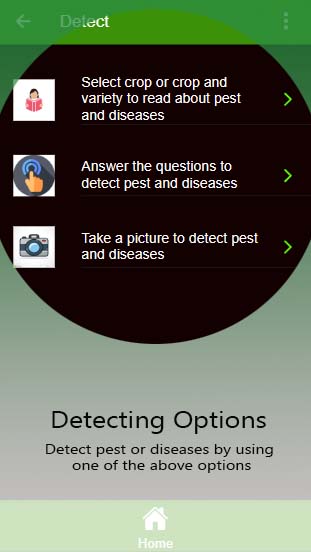 Detect
Select crop or crop and
variety to read about pest
and diseases
Answer the questions to
detect pest and diseases
Take a picture to detect pest
and diseases
Detecting Options
Detect pest or diseases by using
one of the above options
Home